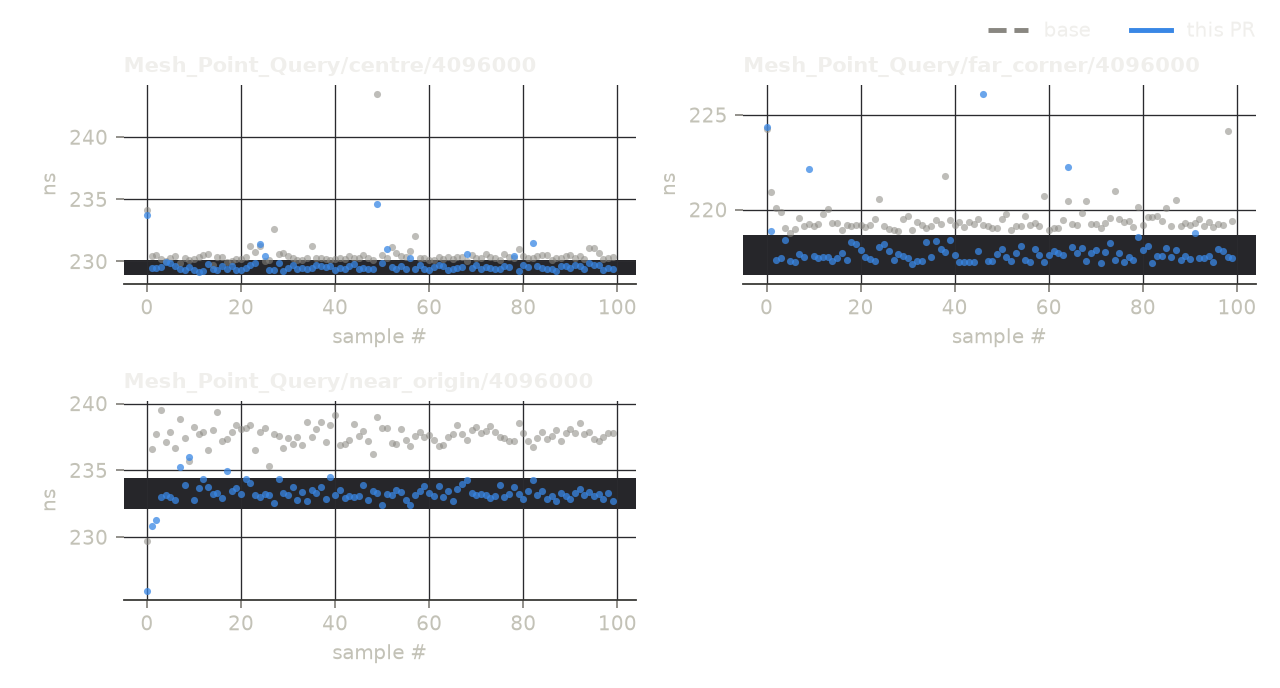 base this PR
Mesh_Point_Query/centre/4096000
240
235
230
ns
0 20 40 60 80 100
sample #
Mesh_Point_Query/far_corner/4096000
225
220
ns
0 20 40 60 80 100
sample #
Mesh_Point_Query/near_origin/4096000
240
235
230
ns
0 20 40 60 80 100
sample #